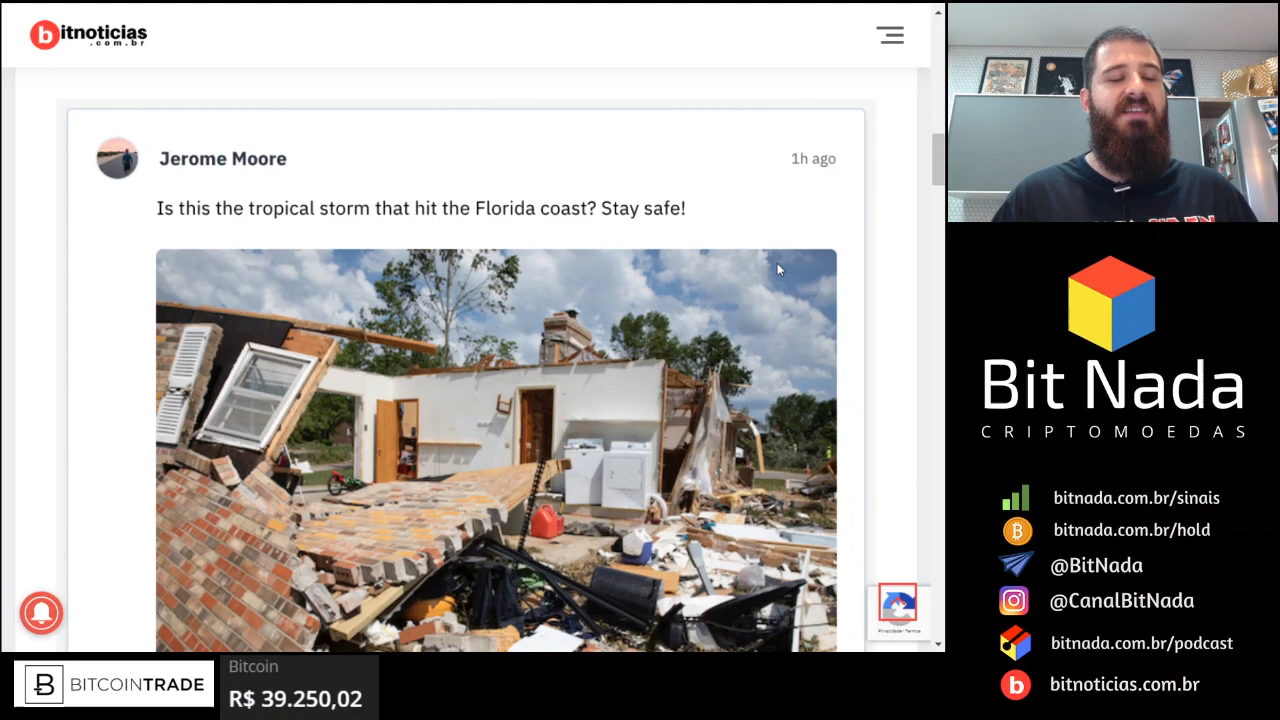 bitnoticias
.com.br
Jerome Moore
1h ago
Is this the tropical storm that hit the Florida coast? Stay safe!
Privacidade • Termos
BITCOINTRADE
Bitcoin
R$ 39.250,02
Bit Nada
CRIPTOMOEDAS
bitnada.com.br/sinais
bitnada.com.br/hold
@BitNada
@CanalBitNada
bitnada.com.br/podcast
bitnoticias.com.br